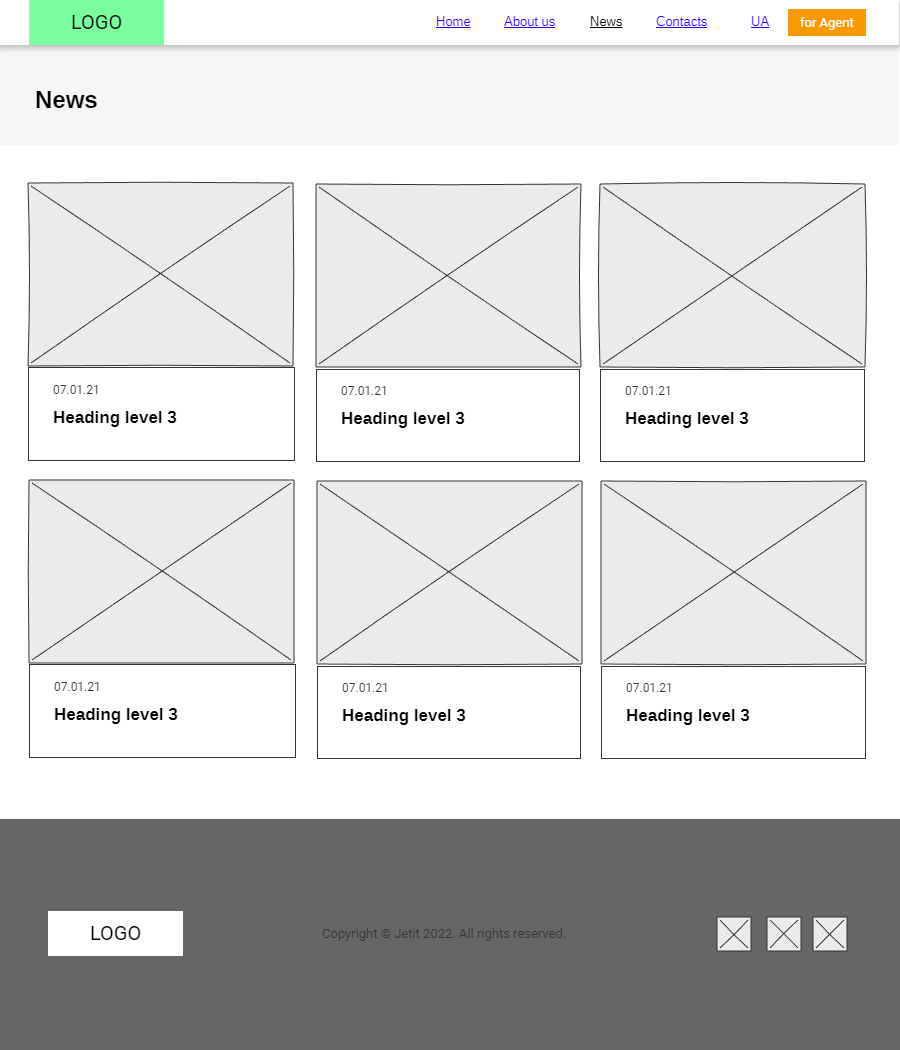 LOGO Home About us News Contacts UA for Agent
News
07.01.21 07.01.21 07.01.21
Heading level 3 Heading level 3 Heading level 3
07.01.21 07.01.21 07.01.21
Heading level 3 Heading level 3 Heading level 3
LOGO Copyright © Jetit 2022. All rights reserved.